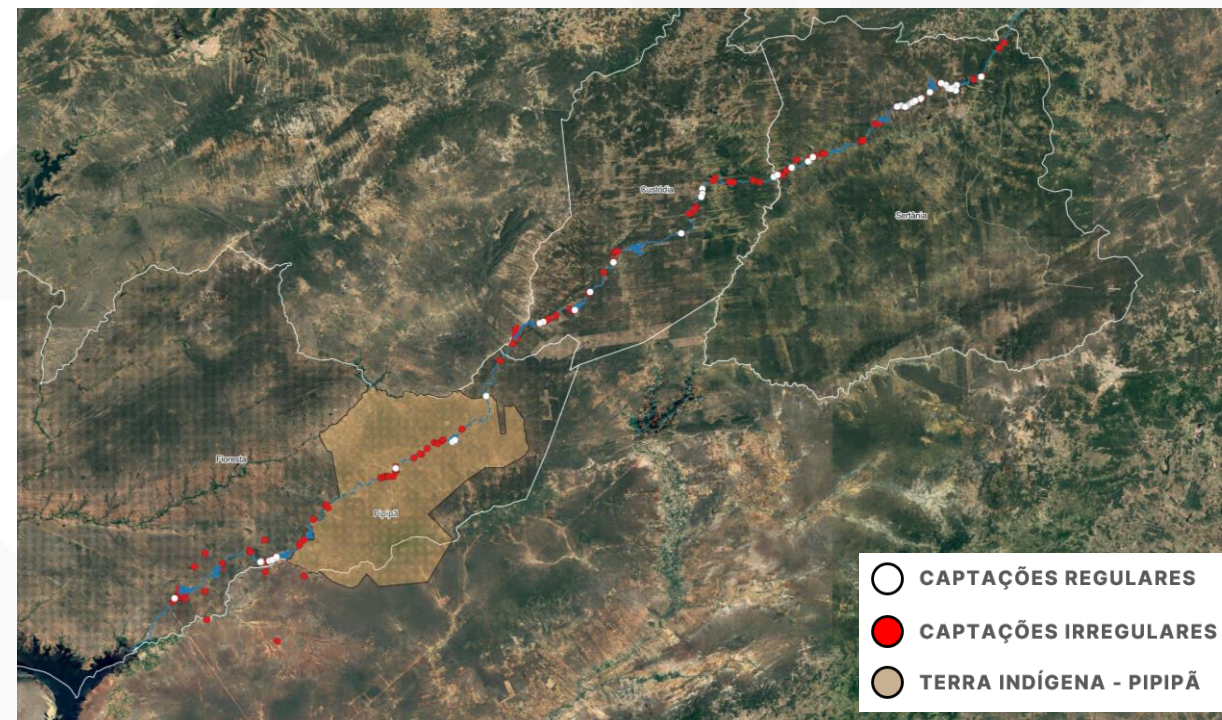 Custódia
Sertânia
Floresta
Pipipã
CAPTAÇÕES REGULARES
CAPTAÇÕES IRREGULARES
TERRA INDÍGENA - PIPIPÃ